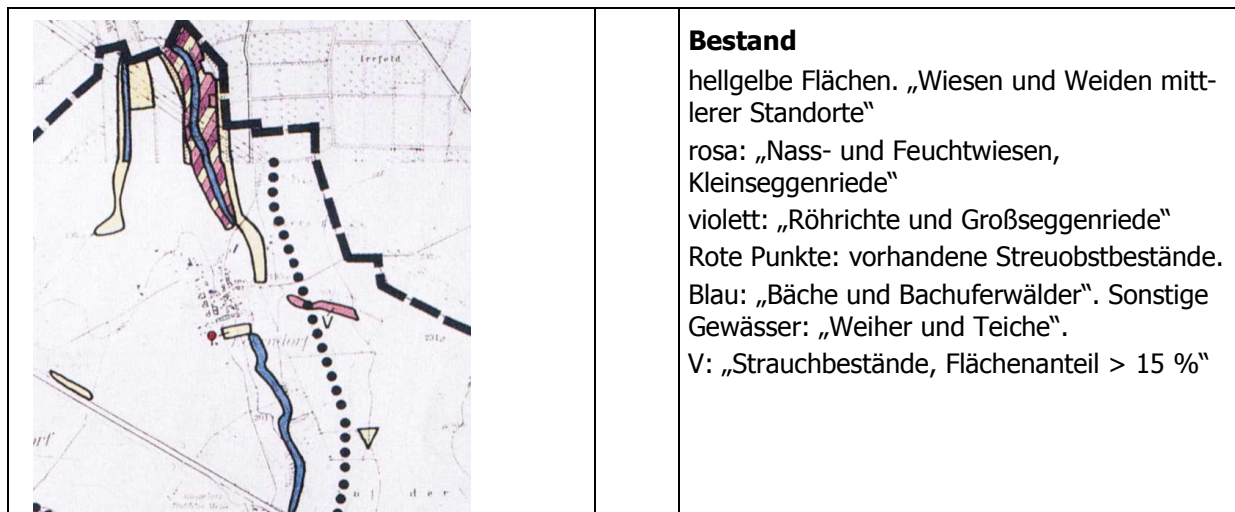 Irrfeld
V
Bestand
hellgelbe Flächen. „Wiesen und Weiden mitt-
lerer Standorte“
rosa: „Nass- und Feuchtwiesen,
Kleinseggenriede“
violett: „Röhrichte und Großseggenriede“
Rote Punkte: vorhandene Streuobstbestände.
Blau: „Bäche und Bachuferwälder“. Sonstige
Gewässer: „Weiher und Teiche“.
V: „Strauchbestände, Flächenanteil > 15 %“